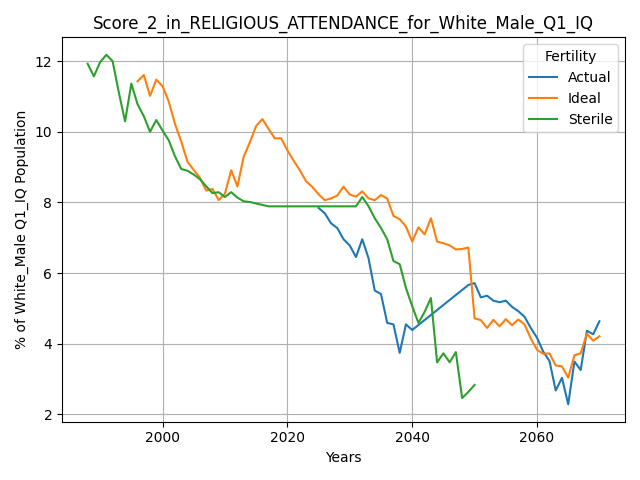 Score_2_in_RELIGIOUS_ATTENDANCE_for_White_Male_Q1_IQ
Fertility
Actual
Ideal
Sterile
% of White_Male Q1_IQ Population
12
10
8
6
4
2
2000
2020
2040
2060
Years